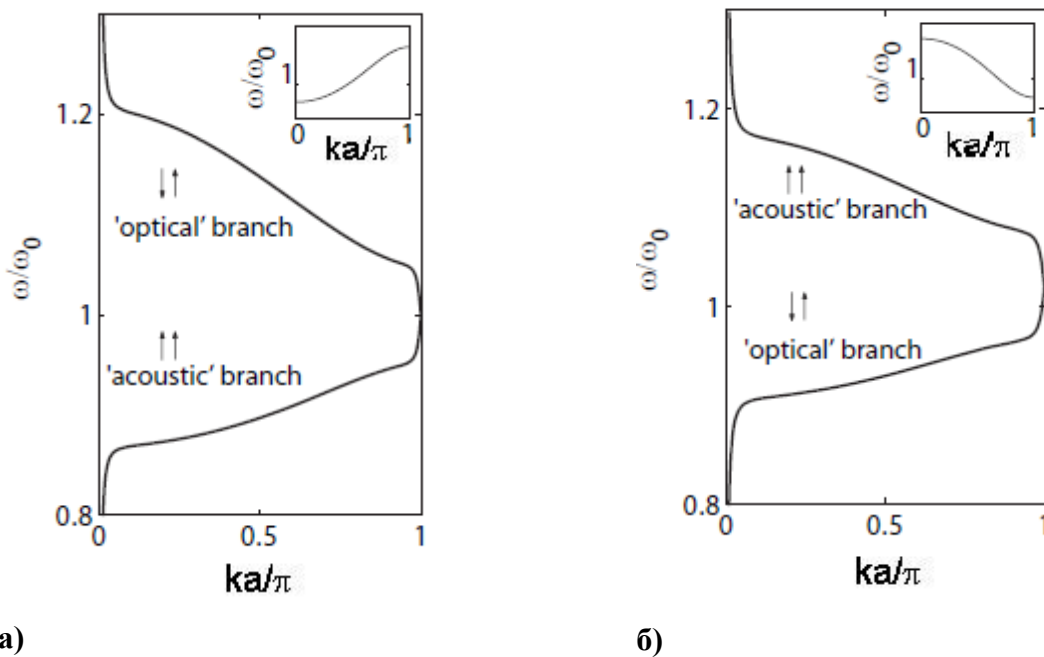 ω/ω₀
1
0
1
ka/π
1.2
'optical' branch
ω/ω₀
1
'acoustic' branch
0.8
0
0.5
1
ka/π
а)
ω/ω₀
1
0
1
ka/π
1.2
'acoustic' branch
ω/ω₀
1
'optical' branch
0.8
0
0.5
1
ka/π
б)